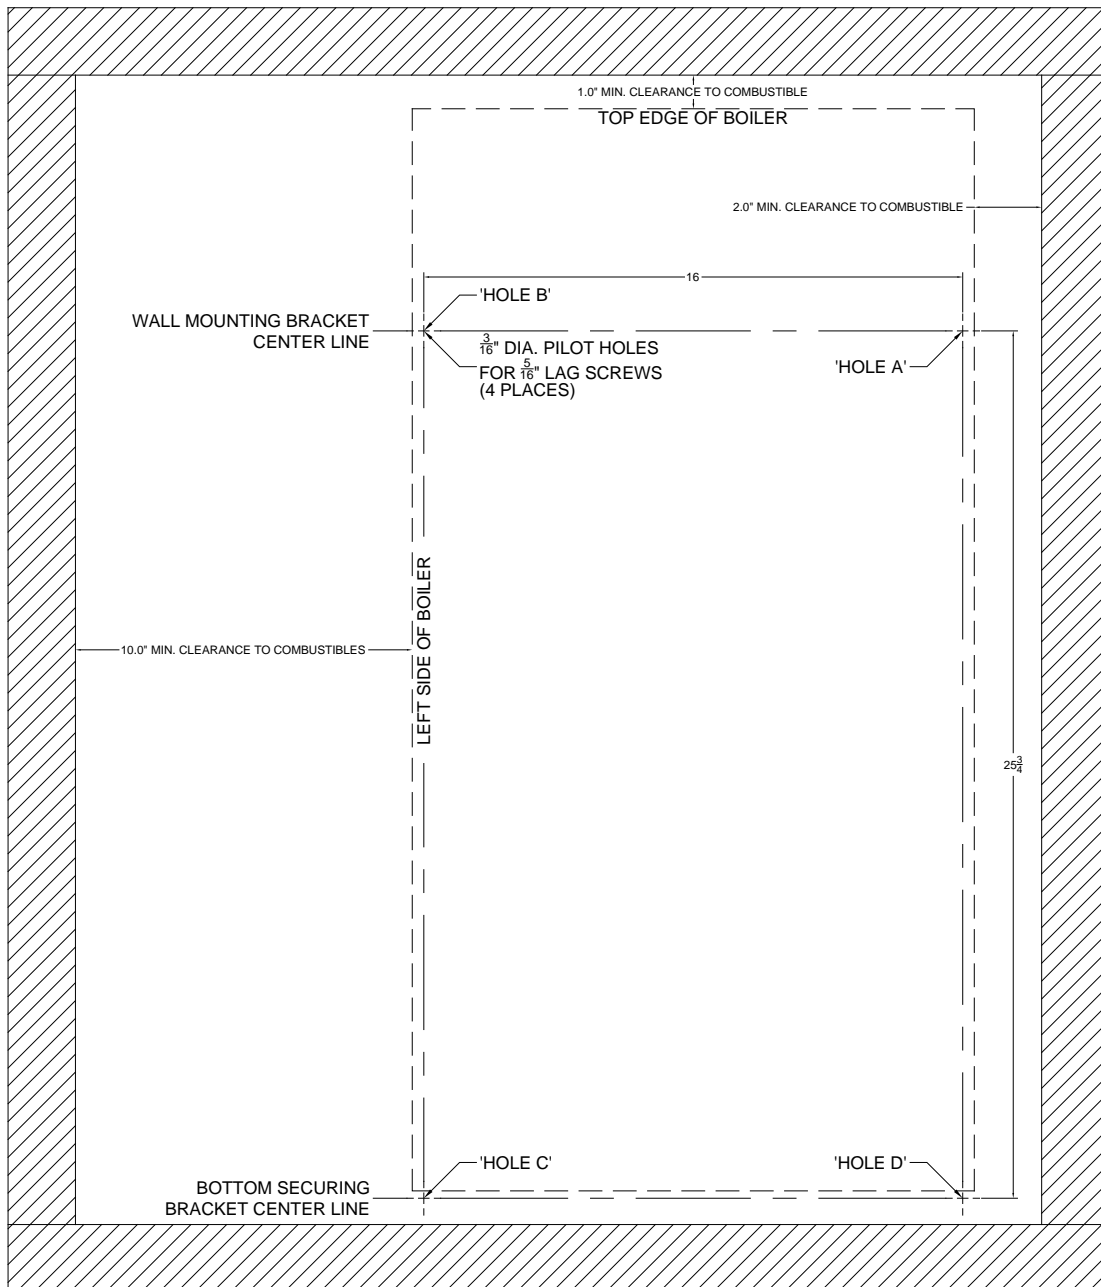 1.0" MIN. CLEARANCE TO COMBUSTIBLE
TOP EDGE OF BOILER
2.0" MIN. CLEARANCE TO COMBUSTIBLE
16
'HOLE B'
WALL MOUNTING BRACKET
CENTER LINE
3/16" DIA. PILOT HOLES
FOR 5/16" LAG SCREWS
(4 PLACES)
'HOLE A'
LEFT SIDE OF BOILER
10.0" MIN. CLEARANCE TO COMBUSTIBLES
25 3/4
'HOLE C'
'HOLE D'
BOTTOM SECURING
BRACKET CENTER LINE